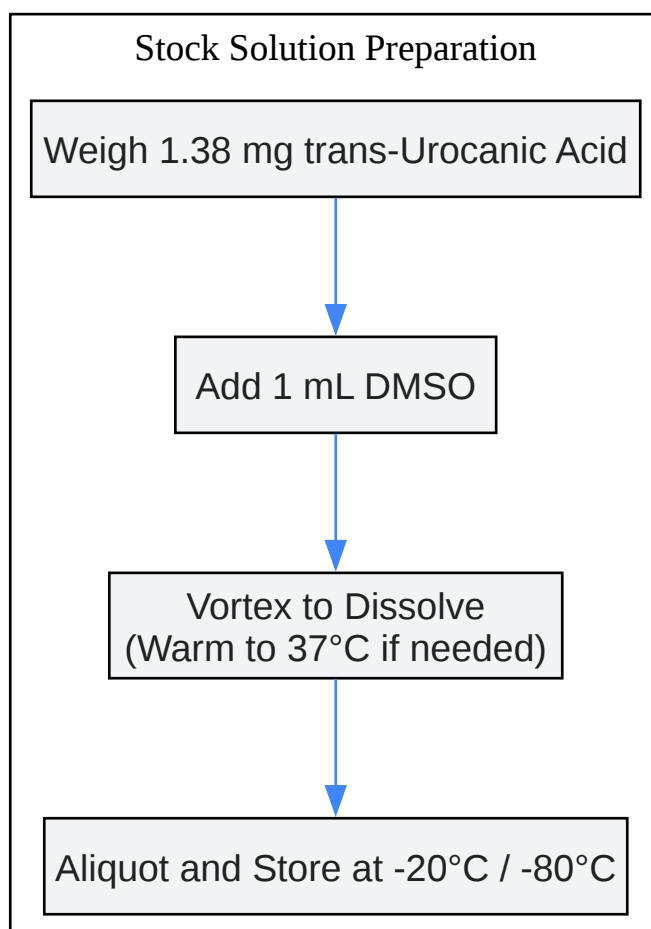 Stock Solution Preparation
Weigh 1.38 mg trans-Urocanic Acid
Add 1 mL DMSO
Vortex to Dissolve
(Warm to 37°C if needed)
Aliquot and Store at -20°C / -80°C